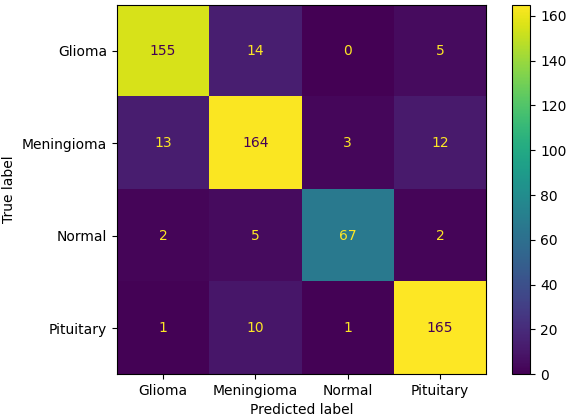 Glioma 155 14 0 5
Meningioma 13 164 3 12
Normal 2 5 67 2
Pituitary 1 10 1 165
Glioma Meningioma Normal Pituitary
Predicted label
True label
160
140
120
100
80
60
40
20
0